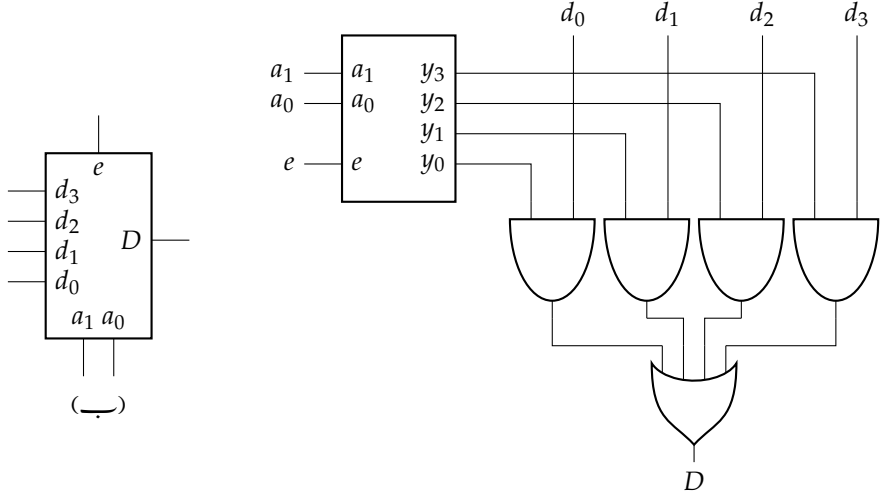 e
d₃
d₂
d₁
d₀
D
a₁ a₀
(ب)
d₀ d₁ d₂ d₃
a₁ a₁ y₃
a₀ a₀ y₂
y₁
e e y₀
D